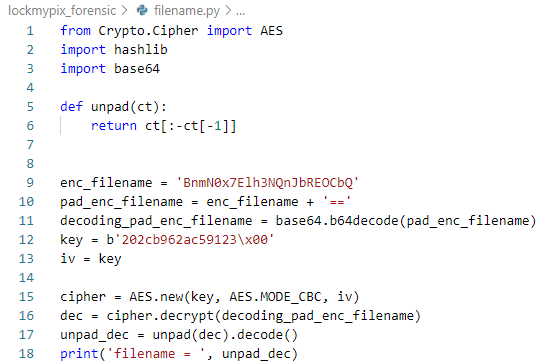 lockmypix_forensic > filename.py > ...
1 from Crypto.Cipher import AES
2 import hashlib
3 import base64
4
5 def unpad(ct):
6     return ct[:-ct[-1]]
7
8
9 enc_filename = 'BnmN0x7Elh3NQnJbREOCbQ'
10 pad_enc_filename = enc_filename + '=='
11 decoding_pad_enc_filename = base64.b64decode(pad_enc_filename)
12 key = b'202cb962ac59123\x00'
13 iv = key
14
15 cipher = AES.new(key, AES.MODE_CBC, iv)
16 dec = cipher.decrypt(decoding_pad_enc_filename)
17 unpad_dec = unpad(dec).decode()
18 print('filename = ', unpad_dec)